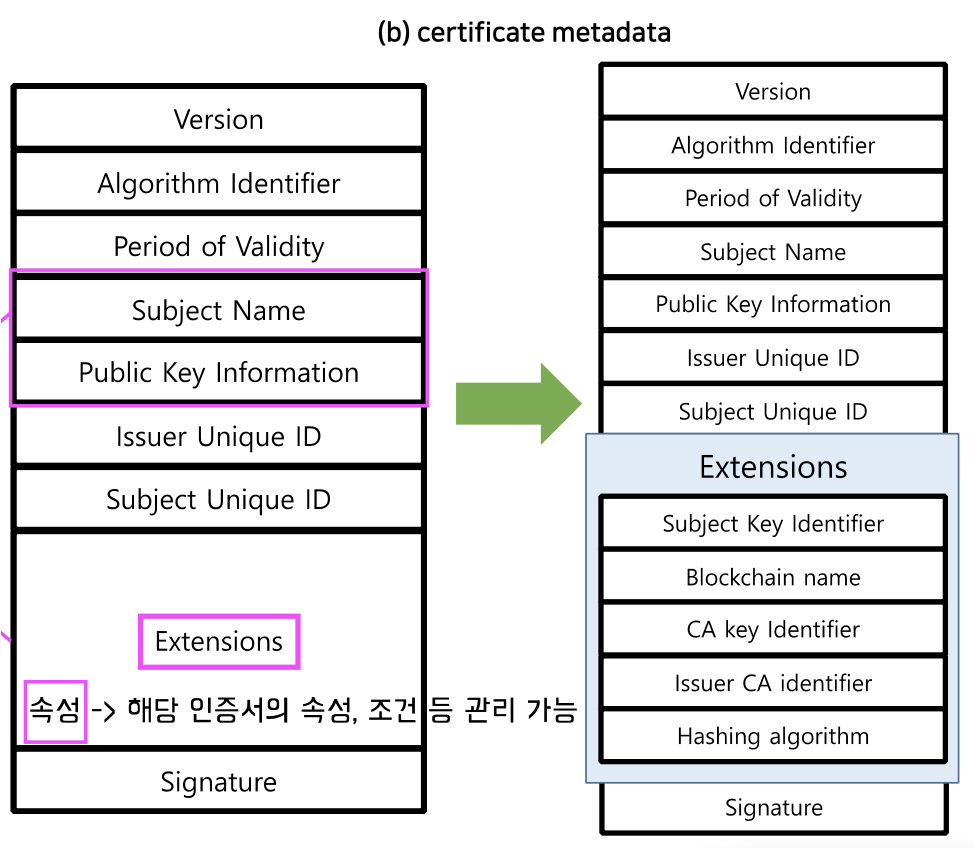 (b) certificate metadata
Version
Algorithm Identifier
Period of Validity
Subject Name
Public Key Information
Issuer Unique ID
Subject Unique ID
Extensions
속성 -> 해당 인증서의 속성, 조건 등 관리 가능
Signature
Version
Algorithm Identifier
Period of Validity
Subject Name
Public Key Information
Issuer Unique ID
Subject Unique ID
Extensions
Subject Key Identifier
Blockchain name
CA key Identifier
Issuer CA identifier
Hashing algorithm
Signature